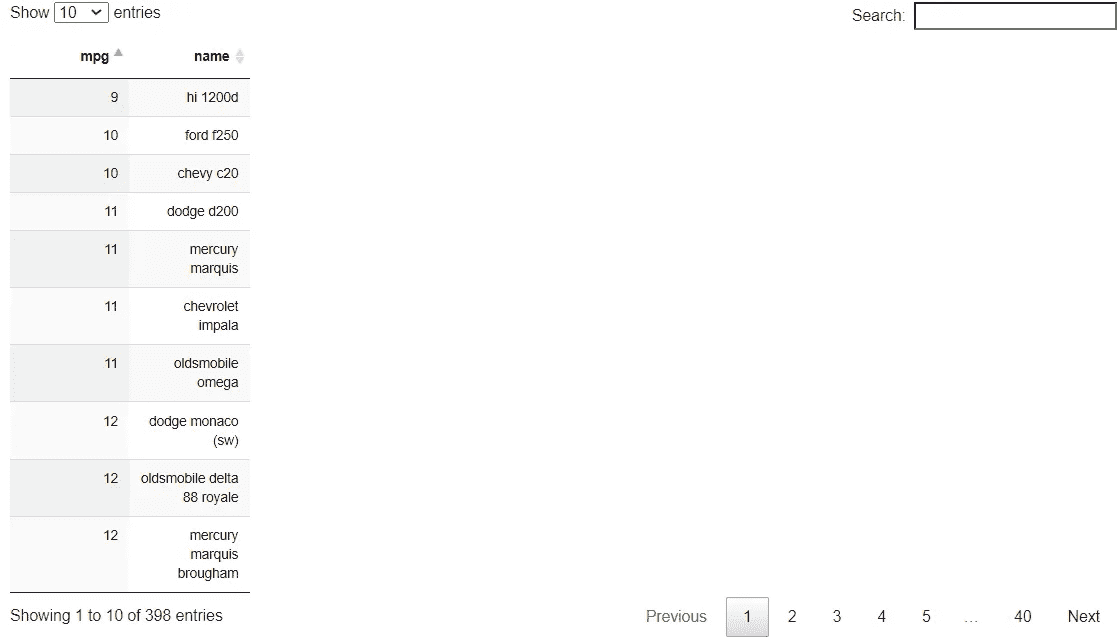 Show 10 entries Search:
mpg name
9 hi 1200d
10 ford f250
10 chevy c20
11 dodge d200
11 mercury
marquis
11 chevrolet
impala
11 oldsmobile
omega
12 dodge monaco
(sw)
12 oldsmobile delta
88 royale
12 mercury
marquis
brougham
Showing 1 to 10 of 398 entries Previous 1 2 3 4 5 … 40 Next